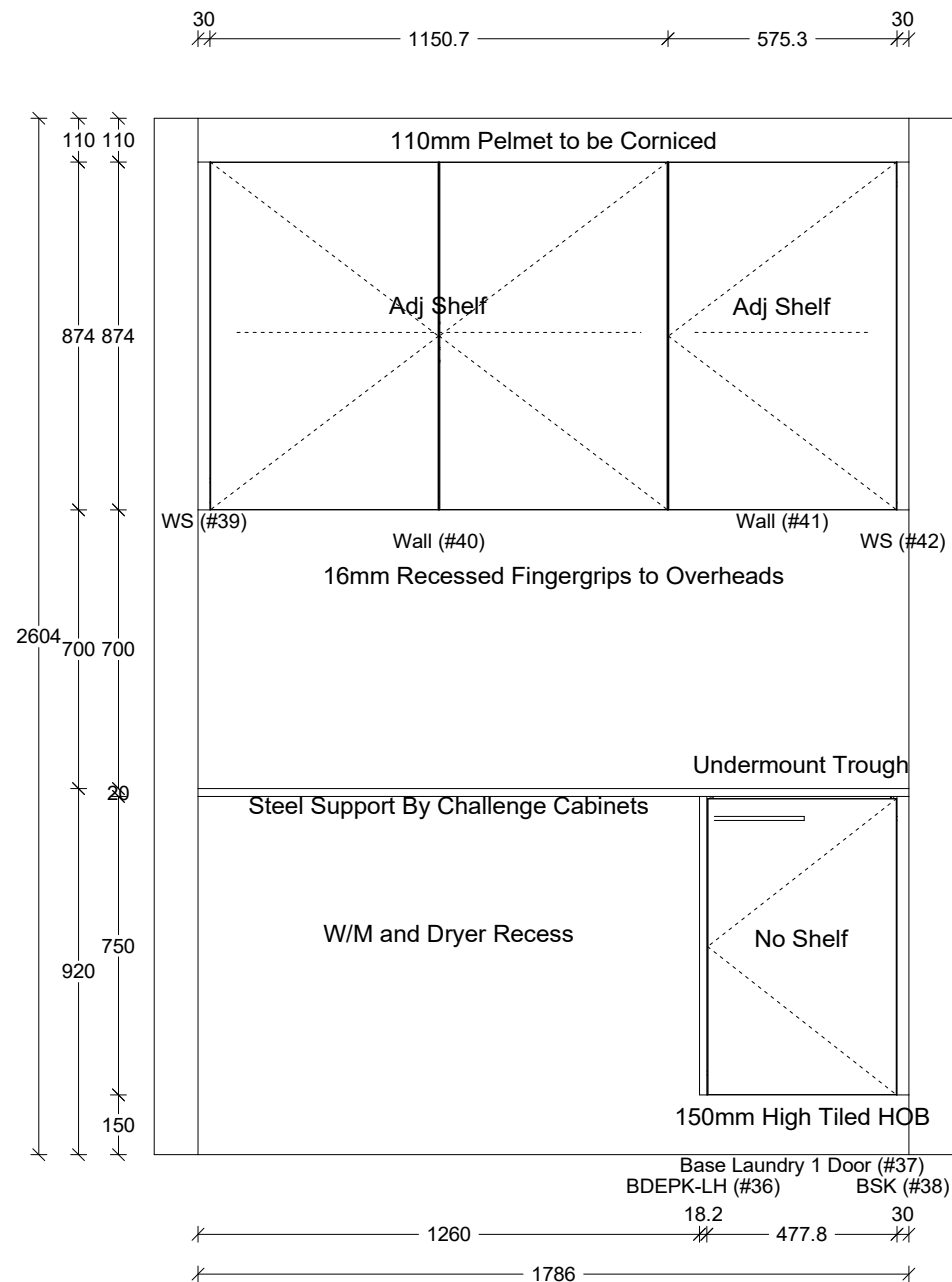 30
30
1150.7
575.3
110 110
110mm Pelmet to be Corniced
Adj Shelf
Adj Shelf
874 874
WS (#39)
Wall (#41)
Wall (#40)
WS (#42)
16mm Recessed Fingergrips to Overheads
2604
700 700
Undermount Trough
20
Steel Support By Challenge Cabinets
W/M and Dryer Recess
No Shelf
750
920
150mm High Tiled HOB
150
Base Laundry 1 Door (#37)
BDEPK-LH (#36)
BSK (#38)
18.2
30
1260
477.8
1786